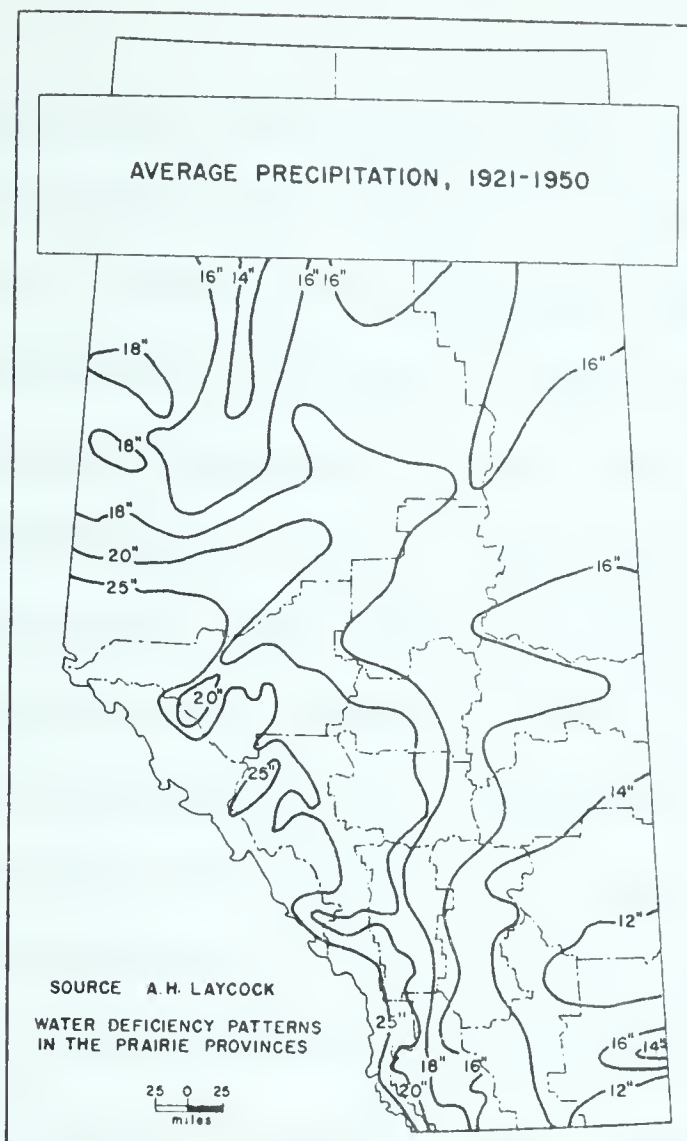 AVERAGE PRECIPITATION, 1921-1950
16" 14" 16" 16"
18"
16"
18"
18"
20"
16"
25"
20"
25"
14"
12"
SOURCE A.H. LAYCOCK
WATER DEFICIENCY PATTERNS
IN THE PRAIRIE PROVINCES
25"
16" 14"
18" 16"
20"
12"
25 0 25
miles